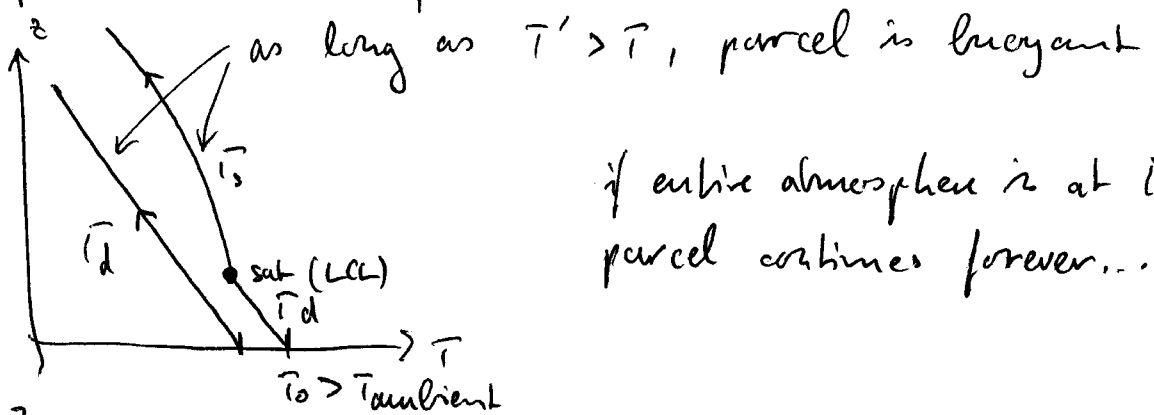 z
as long as T' > T, parcel is buoyant
Γs
if entire atmosphere is at
Γd
parcel continues forever...
sat (LCL)
Γd
T
T₀ > Tambient